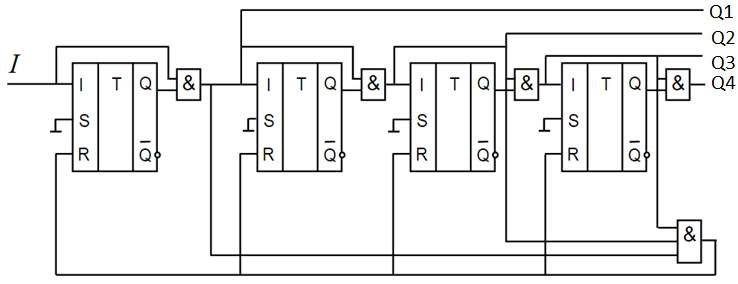 Q1
Q2
Q3
I
I T Q & I T Q & I T Q & I T Q & Q4
S S S S
R Q̅ R Q̅ R Q̅ R Q̅
&